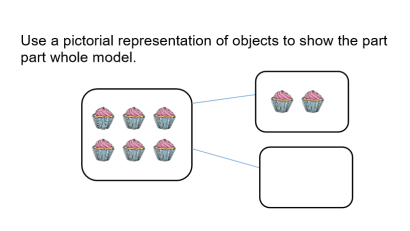 Use a pictorial representation of objects to show the part
part whole model.